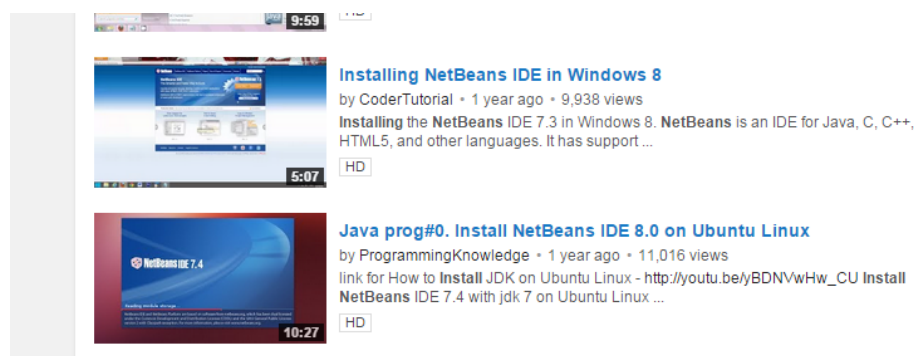 9:59
HD
Installing NetBeans IDE in Windows 8
by CoderTutorial • 1 year ago • 9,938 views
Installing the NetBeans IDE 7.3 in Windows 8. NetBeans is an IDE for Java, C, C++,
HTML5, and other languages. It has support ...
5:07
HD
Java prog#0. Install NetBeans IDE 8.0 on Ubuntu Linux
by ProgrammingKnowledge • 1 year ago • 11,016 views
link for How to Install JDK on Ubuntu Linux - http://youtu.be/yBDNVwHw_CU Install
NetBeans IDE 7.4 with jdk 7 on Ubuntu Linux ...
NetBeans IDE 7.4
10:27
HD